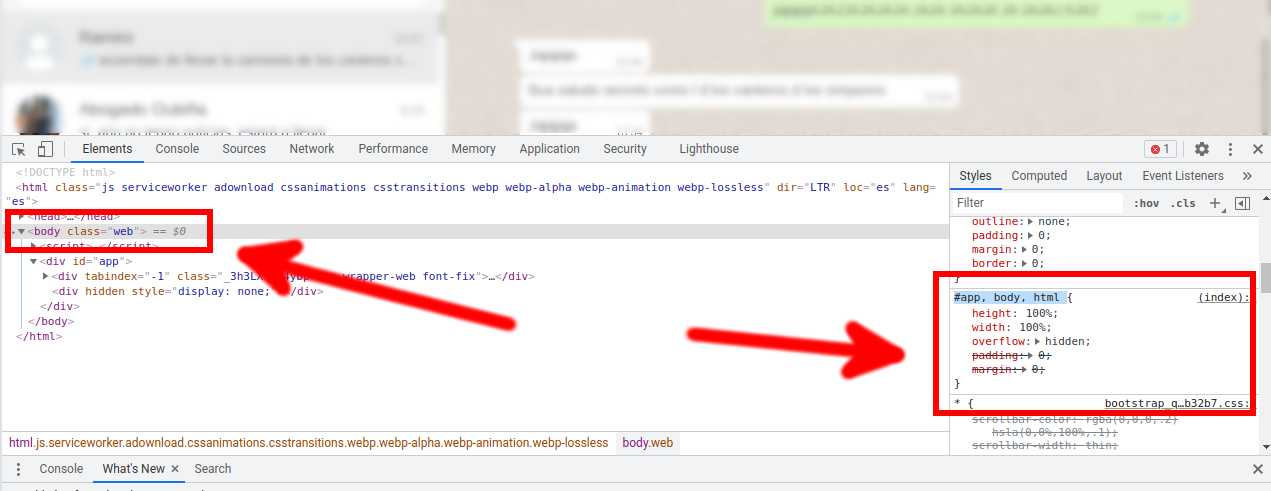 Ramiro
acuerdate de llevar la camiseta de los canteros o...
Abogado
Elements Console Sources Network Performance Memory Application Security Lighthouse 1
<!DOCTYPE html>
<html class="js serviceworker adownload cssanimations csstransitions webp webp-alpha webp-animation webp-lossless" dir="LTR" loc="es" lang=
"es">
<head>…</head>
<body class="web"> == $0
<script>…</script>
<div id="app">
<div tabindex="-1" class="_3h3LX wrapper-web font-fix">…</div>
<div hidden style="display: none; </div>
</div>
</body>
</html>
html.js.serviceworker.adownload.cssanimations.csstransitions.webp.webp-alpha.webp-animation.webp-lossless body.web
Styles Computed Layout Event Listeners »
Filter :hov .cls +
outline: none;
padding: 0;
margin: 0;
border: 0;
}
#app, body, html { (index):
height: 100%;
width: 100%;
overflow: hidden;
padding: 0;
margin: 0;
}
* { bootstrap_q…b32b7.css:
scrollbar-color: rgba(0,0,0,.2)
hsla(0,0%,100%,.1);
scrollbar-width: thin;
Console What's New × Search